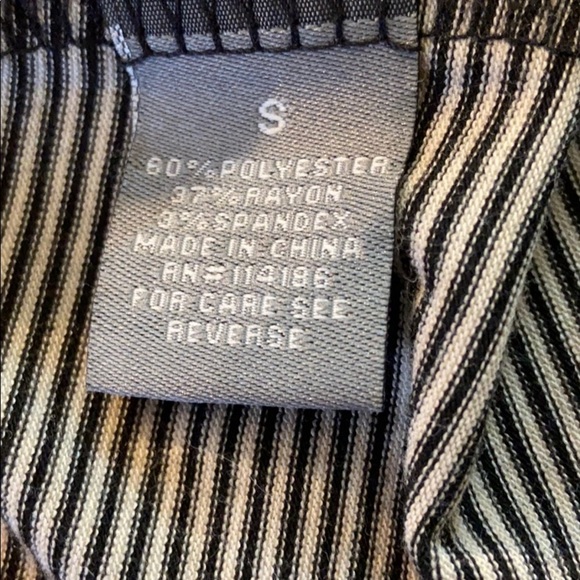 S
60%POLYESTER
37%RAYON
3%SPANDEX
MADE IN CHINA
RN=114186
FOR CARE SEE
REVERSE